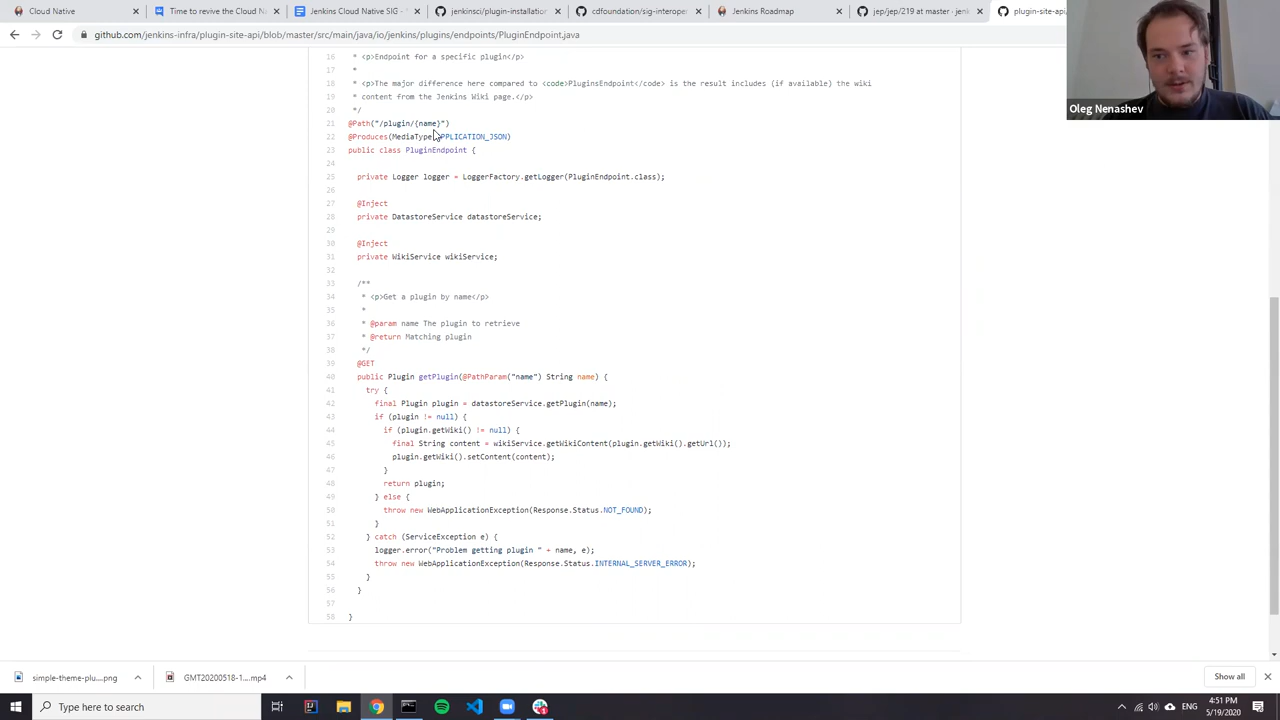 Cloud Native
Time to revive the Cloud N
Jenkins Cloud Native SIG -
jenkinsci/plugin-installation
cdfoundation/sig-interope
Jenkins Roadmap
jep/jep/219 at master · jenk
plugin-site-api
github.com/jenkins-infra/plugin-site-api/blob/master/src/main/java/io/jenkins/plugins/endpoints/PluginEndpoint.java
Oleg Nenashev
16 * <p>Endpoint for a specific plugin</p>
17 *
18 * <p>The major difference here compared to <code>PluginsEndpoint</code> is the result includes (if available) the wiki
19 * content from the Jenkins Wiki page.</p>
20 */
21 @Path("/plugin/{name}")
22 @Produces(MediaType.APPLICATION_JSON)
23 public class PluginEndpoint {
24
25 private Logger logger = LoggerFactory.getLogger(PluginEndpoint.class);
26
27 @Inject
28 private DatastoreService datastoreService;
29
30 @Inject
31 private WikiService wikiService;
32
33 /**
34 * <p>Get a plugin by name</p>
35 *
36 * @param name The plugin to retrieve
37 * @return Matching plugin
38 */
39 @GET
40 public Plugin getPlugin(@PathParam("name") String name) {
41 try {
42 final Plugin plugin = datastoreService.getPlugin(name);
43 if (plugin != null) {
44 if (plugin.getWiki() != null) {
45 final String content = wikiService.getWikiContent(plugin.getWiki().getUrl());
46 plugin.getWiki().setContent(content);
47 }
48 return plugin;
49 } else {
50 throw new WebApplicationException(Response.Status.NOT_FOUND);
51 }
52 } catch (ServiceException e) {
53 logger.error("Problem getting plugin " + name, e);
54 throw new WebApplicationException(Response.Status.INTERNAL_SERVER_ERROR);
55 }
56 }
57
58 }
simple-theme-plu....png
GMT20200518-1....mp4
Show all
Type here to search
ENG
4:51 PM
5/19/2020